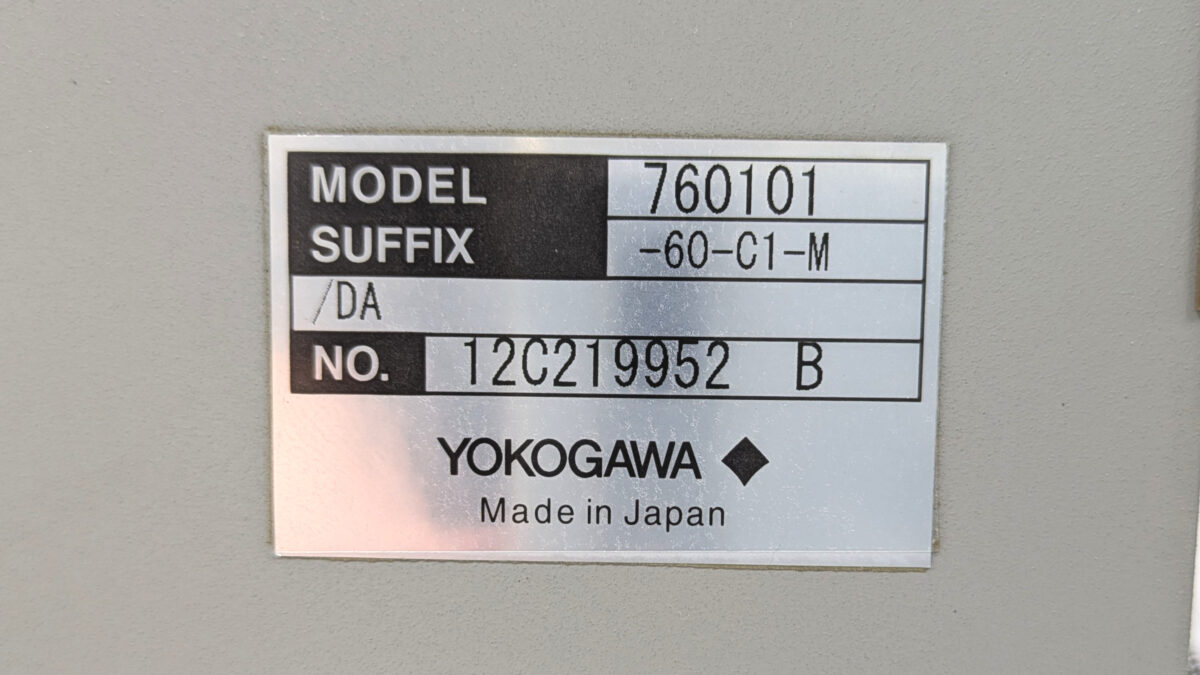 MODEL 760101
SUFFIX -60-C1-M
/DA
NO. 12C219952 B
YOKOGAWA
Made in Japan